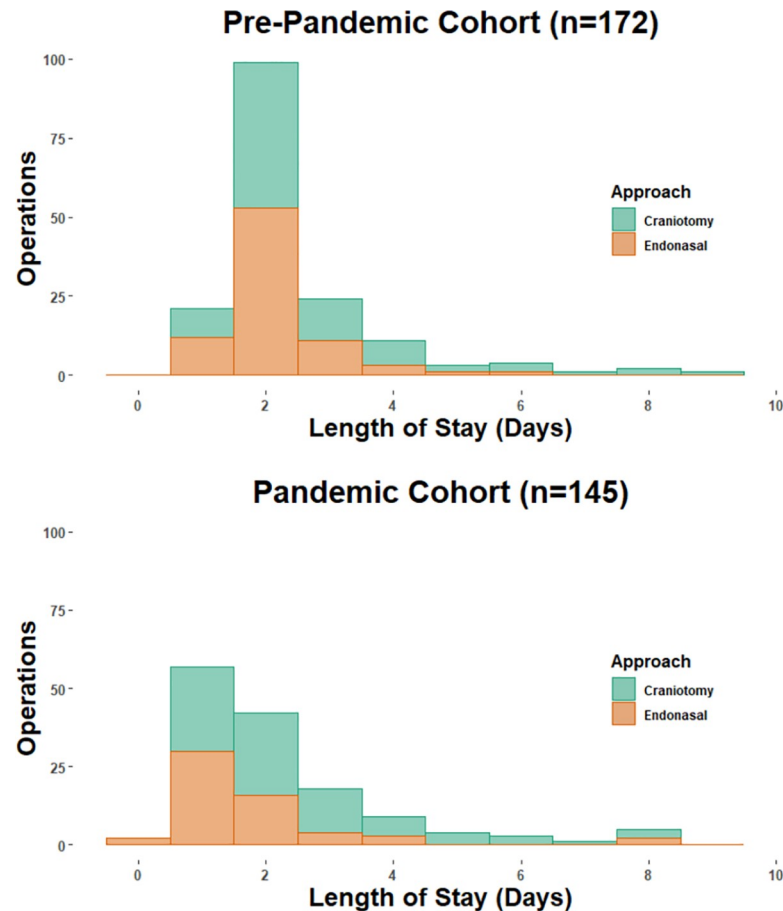 Pre-Pandemic Cohort (n=172)
100
75
50
25
0
Operations
Approach
Craniotomy
Endonasal
0 2 4 6 8 10
Length of Stay (Days)
Pandemic Cohort (n=145)
100
75
50
25
0
Operations
Approach
Craniotomy
Endonasal
0 2 4 6 8 10
Length of Stay (Days)